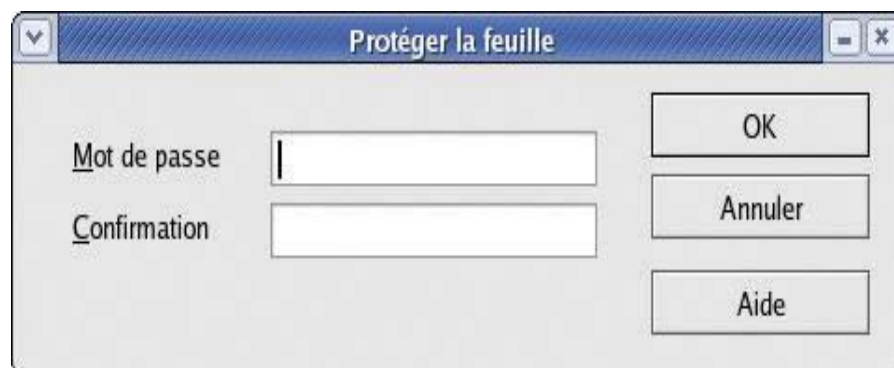 Protéger la feuille
Mot de passe
Confirmation
OK
Annuler
Aide